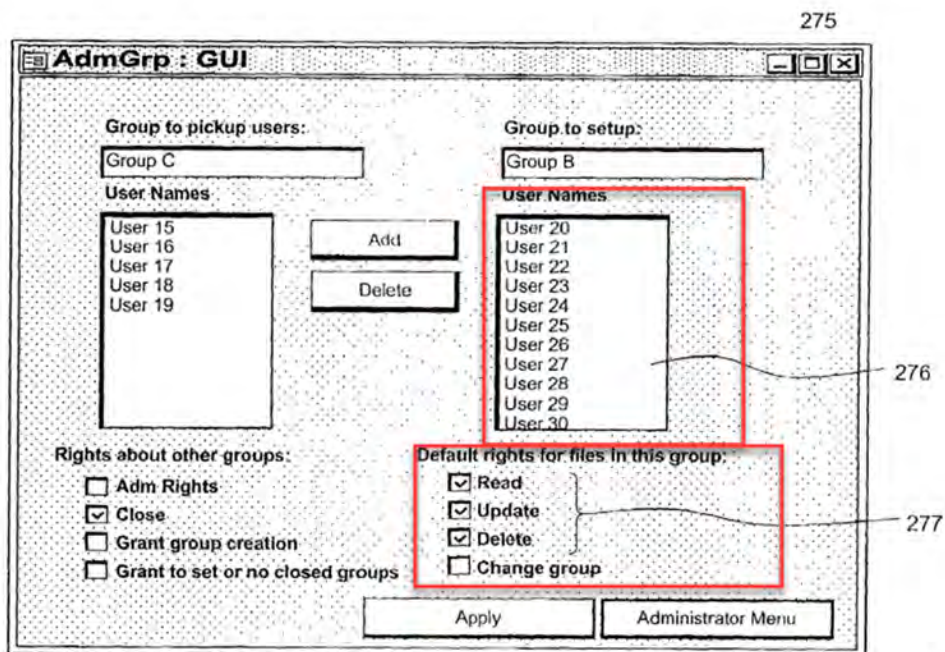 275
AdmGrp : GUI
Group to pickup users:
Group C
User Names
User 15
User 16
User 17
User 18
User 19
Add
Delete
Group to setup:
Group B
User Names
User 20
User 21
User 22
User 23
User 24
User 25
User 26
User 27
User 28
User 29
User 30
276
Rights about other groups:
Adm Rights
Close
Grant group creation
Grant to set or no closed groups
Default rights for files in this group:
Read
Update
Delete
Change group
277
Apply
Administrator Menu